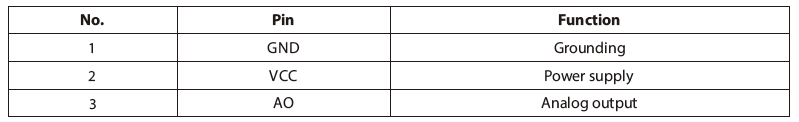 No. Pin Function
1 GND Grounding
2 VCC Power supply
3 AO Analog output